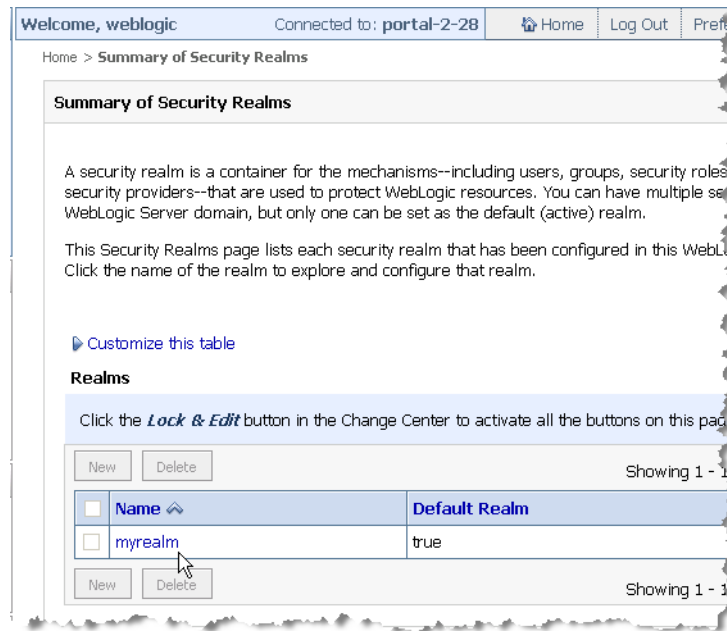 Welcome, weblogic Connected to: portal-2-28 Home Log Out
Home > Summary of Security Realms
Summary of Security Realms
A security realm is a container for the mechanisms--including users, groups, security roles
security providers--that are used to protect WebLogic resources. You can have multiple
WebLogic Server domain, but only one can be set as the default (active) realm.
This Security Realms page lists each security realm that has been configured in this
Click the name of the realm to explore and configure that realm.
Customize this table
Realms
Click the Lock & Edit button in the Change Center to activate all the buttons on this
New Delete Showing 1 -
Name Default Realm
myrealm true
New Delete Showing 1 -